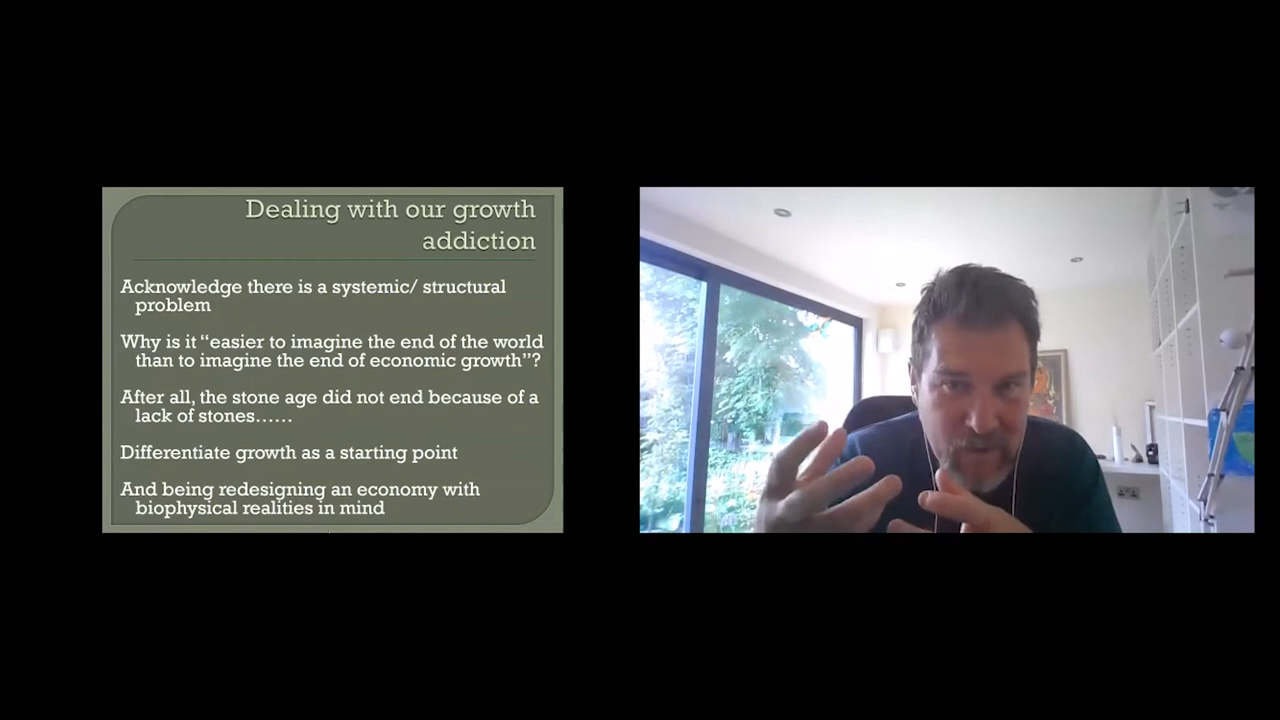 Dealing with our growth
addiction
Acknowledge there is a systemic/ structural
problem
Why is it “easier to imagine the end of the world
than to imagine the end of economic growth”?
After all, the stone age did not end because of a
lack of stones……
Differentiate growth as a starting point
And being redesigning an economy with
biophysical realities in mind